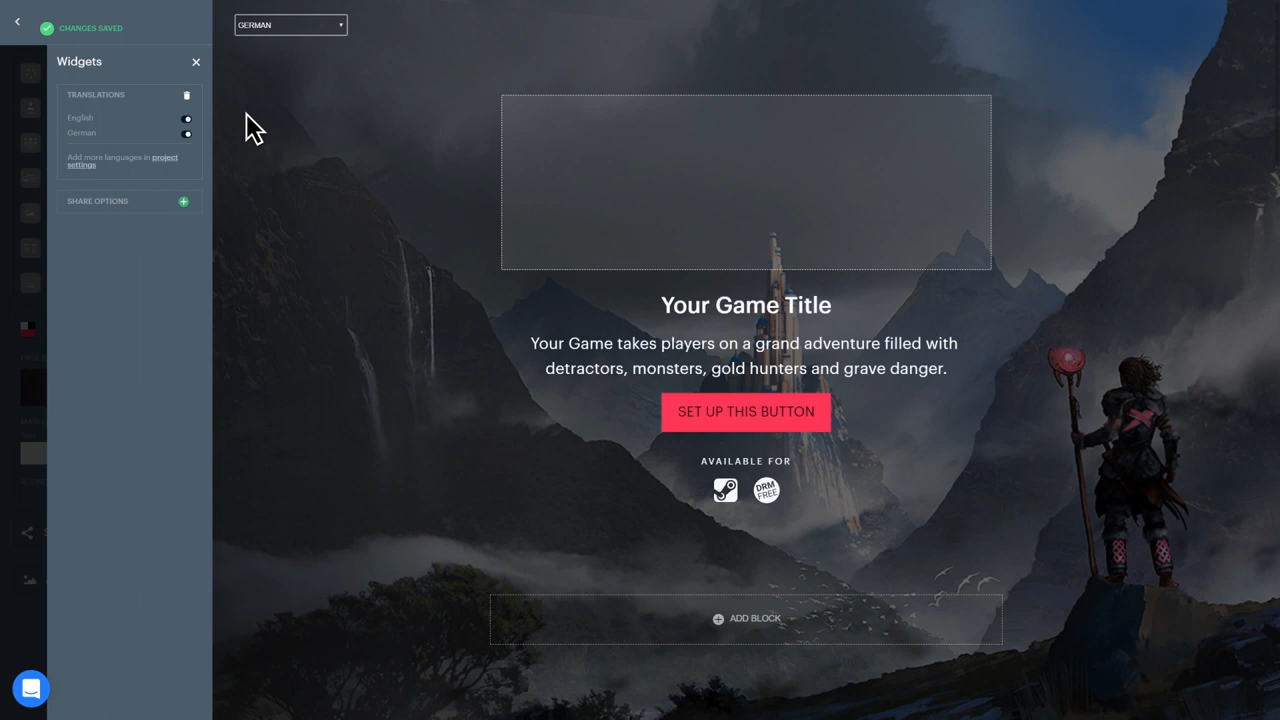 CHANGES SAVED
GERMAN
Widgets
TRANSLATIONS
English
German
Add more languages in project
settings
SHARE OPTIONS
Your Game Title
Your Game takes players on a grand adventure filled with
detractors, monsters, gold hunters and grave danger.
SET UP THIS BUTTON
AVAILABLE FOR
DRM
FREE
ADD BLOCK